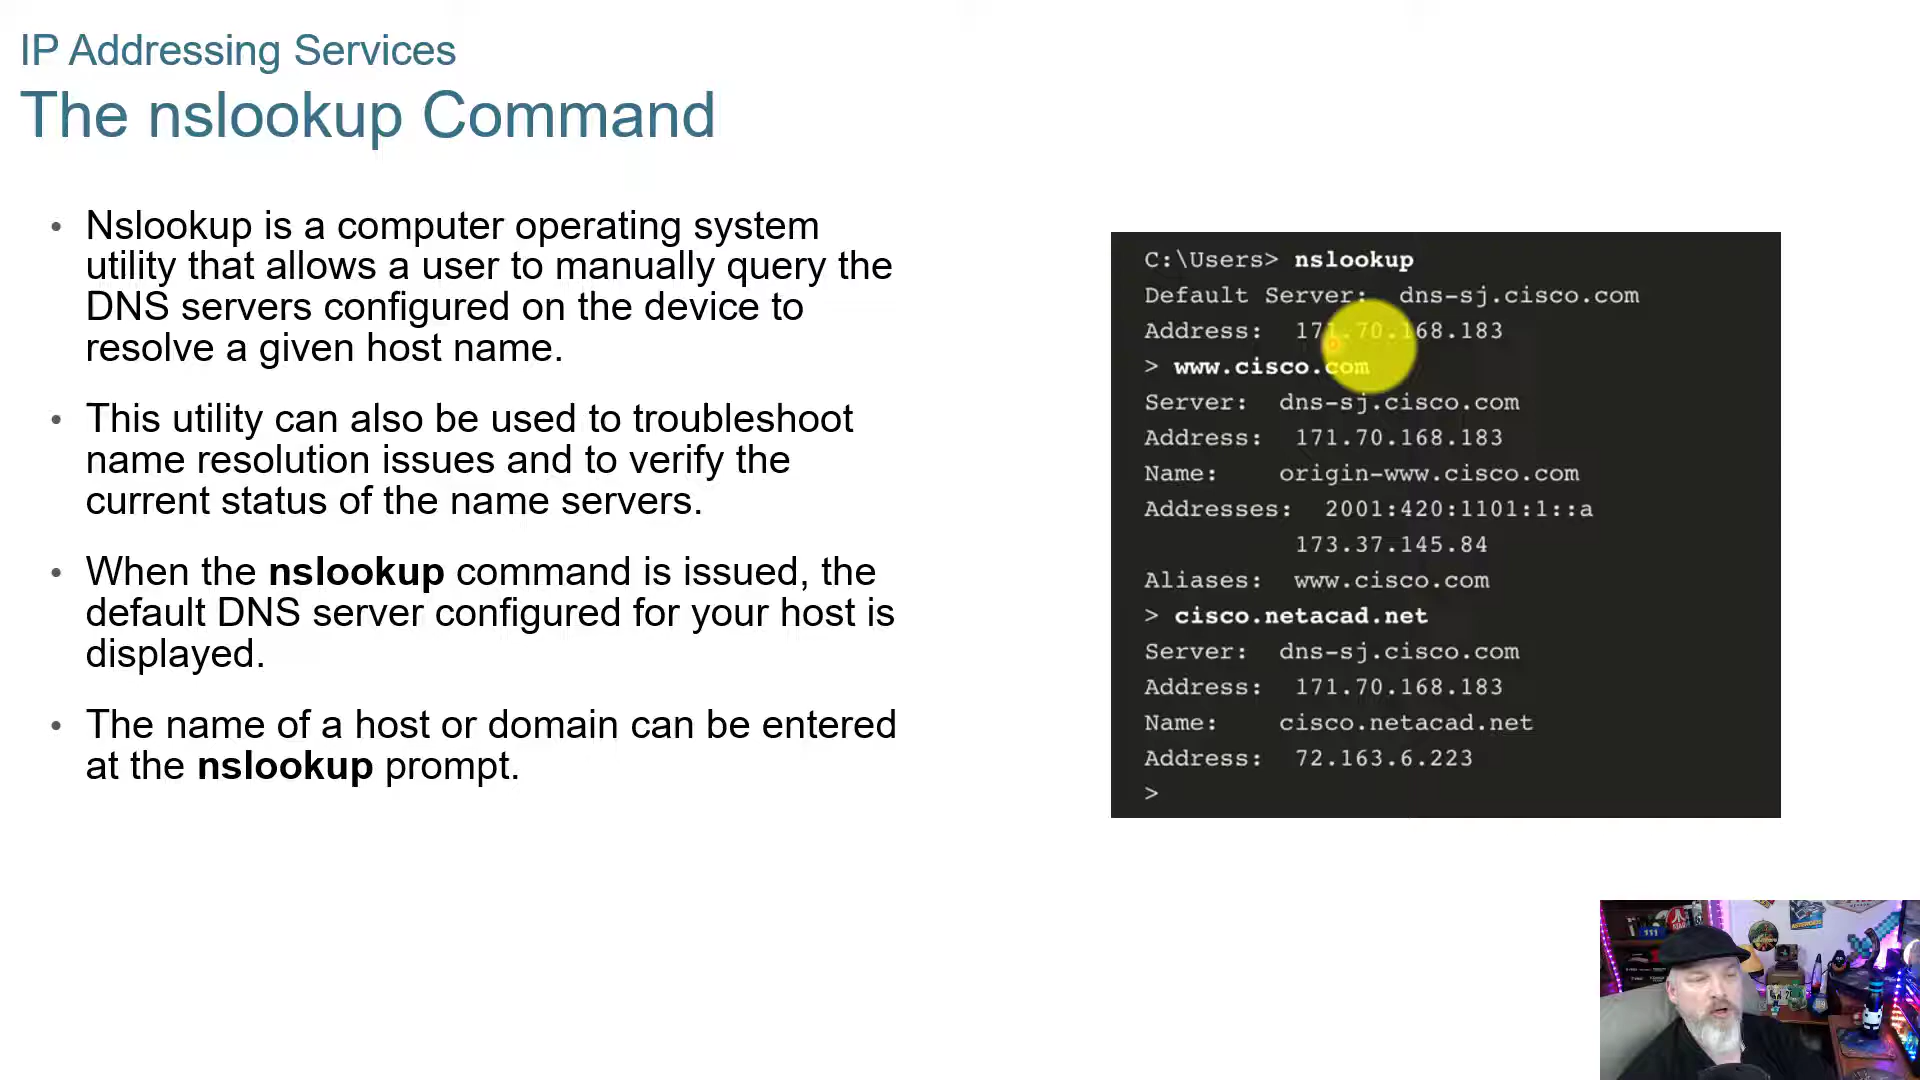 IP Addressing Services
The nslookup Command
• Nslookup is a computer operating system
utility that allows a user to manually query the
DNS servers configured on the device to
resolve a given host name.
• This utility can also be used to troubleshoot
name resolution issues and to verify the
current status of the name servers.
• When the nslookup command is issued, the
default DNS server configured for your host is
displayed.
• The name of a host or domain can be entered
at the nslookup prompt.
C:\Users> nslookup
Default Server:  dns-sj.cisco.com
Address:  171.70.168.183
> www.cisco.com
Server:  dns-sj.cisco.com
Address:  171.70.168.183
Name:    origin-www.cisco.com
Addresses:  2001:420:1101:1::a
173.37.145.84
Aliases:  www.cisco.com
> cisco.netacad.net
Server:  dns-sj.cisco.com
Address:  171.70.168.183
Name:    cisco.netacad.net
Address:  72.163.6.223
>